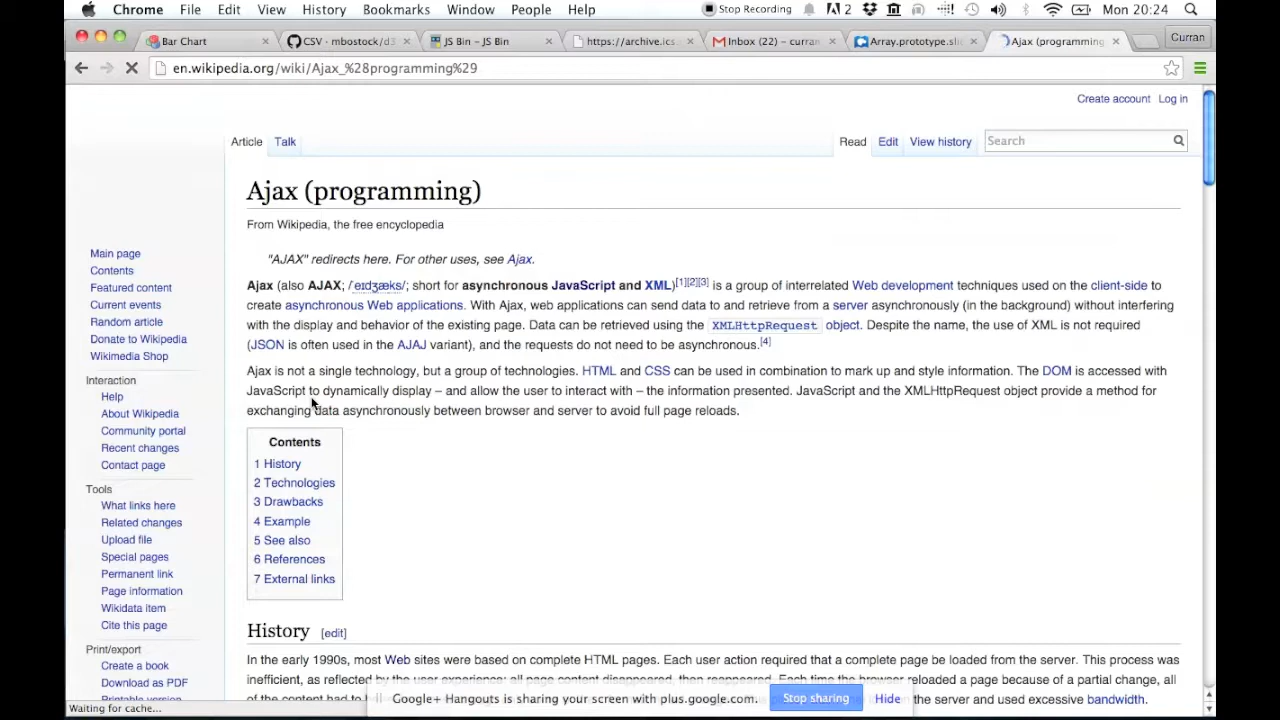 Chrome File Edit View History Bookmarks Window People Help Stop Recording 2 Mon 20:24
Bar Chart CSV - mbostock/d3 JS Bin – JS Bin https://archive.ics. Inbox (22) – curran Array.prototype.sli Ajax (programming Curran
en.wikipedia.org/wiki/Ajax_%28programming%29
Create account Log in
Article Talk Read Edit View history Search
Ajax (programming)
From Wikipedia, the free encyclopedia
"AJAX" redirects here. For other uses, see Ajax.
Ajax (also AJAX; /ˈeɪdʒæks/; short for asynchronous JavaScript and XML)[1][2][3] is a group of interrelated Web development techniques used on the client-side to
create asynchronous Web applications. With Ajax, web applications can send data to and retrieve from a server asynchronously (in the background) without interfering
with the display and behavior of the existing page. Data can be retrieved using the XMLHttpRequest object. Despite the name, the use of XML is not required
(JSON is often used in the AJAJ variant), and the requests do not need to be asynchronous.[4]
Ajax is not a single technology, but a group of technologies. HTML and CSS can be used in combination to mark up and style information. The DOM is accessed with
JavaScript to dynamically display – and allow the user to interact with – the information presented. JavaScript and the XMLHttpRequest object provide a method for
exchanging data asynchronously between browser and server to avoid full page reloads.
Contents
1 History
2 Technologies
3 Drawbacks
4 Example
5 See also
6 References
7 External links
History [edit]
In the early 1990s, most Web sites were based on complete HTML pages. Each user action required that a complete page be loaded from the server. This process was
inefficient, as reflected by the user experience: all page content disappeared, then reappeared. Each time the browser reloaded a page because of a partial change, all
of the content had to the server and used excessive bandwidth.
Main page
Contents
Featured content
Current events
Random article
Donate to Wikipedia
Wikimedia Shop
Interaction
Help
About Wikipedia
Community portal
Recent changes
Contact page
Tools
What links here
Related changes
Upload file
Special pages
Permanent link
Page information
Wikidata item
Cite this page
Print/export
Create a book
Download as PDF
Printable version
Waiting for cache...
Google+ Hangouts is sharing your screen with plus.google.com. Stop sharing Hide